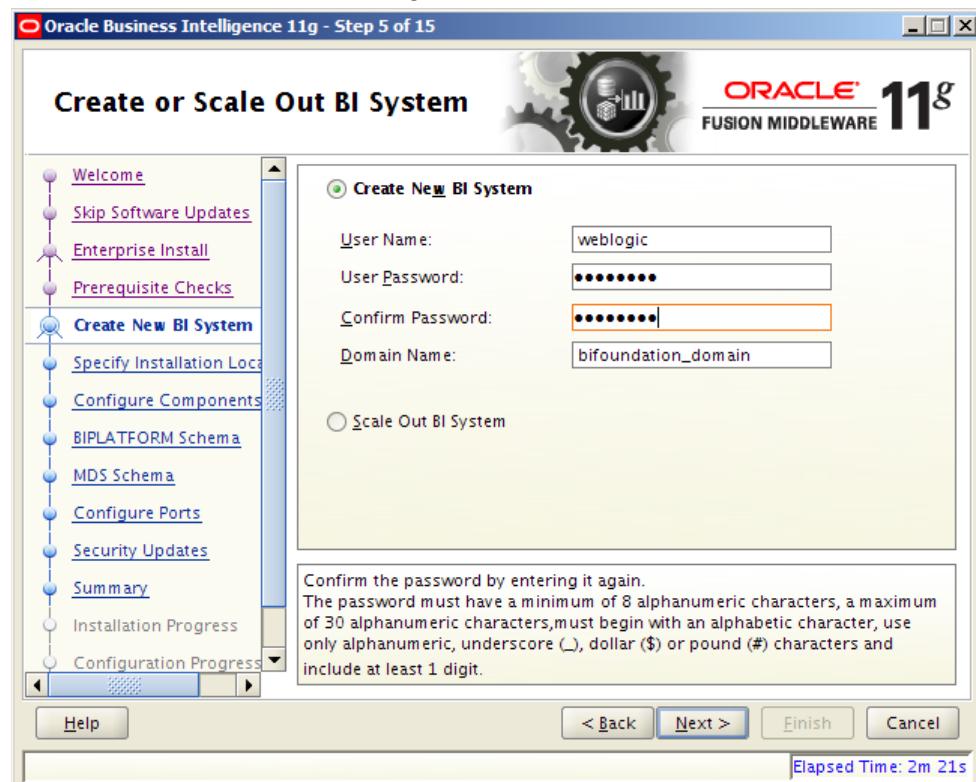 Oracle Business Intelligence 11g - Step 5 of 15
Create or Scale Out BI System
ORACLE
FUSION MIDDLEWARE
11g
Welcome
Skip Software Updates
Enterprise Install
Prerequisite Checks
Create New BI System
Specify Installation Loca
Configure Components
BIPLATFORM Schema
MDS Schema
Configure Ports
Security Updates
Summary
Installation Progress
Configuration Progress
Create New BI System
User Name: weblogic
User Password: ●●●●●●●●
Confirm Password: ●●●●●●●●
Domain Name: bifoundation_domain
Scale Out BI System
Confirm the password by entering it again.
The password must have a minimum of 8 alphanumeric characters, a maximum
of 30 alphanumeric characters,must begin with an alphabetic character, use
only alphanumeric, underscore (_), dollar ($) or pound (#) characters and
include at least 1 digit.
Help < Back Next > Finish Cancel
Elapsed Time: 2m 21s